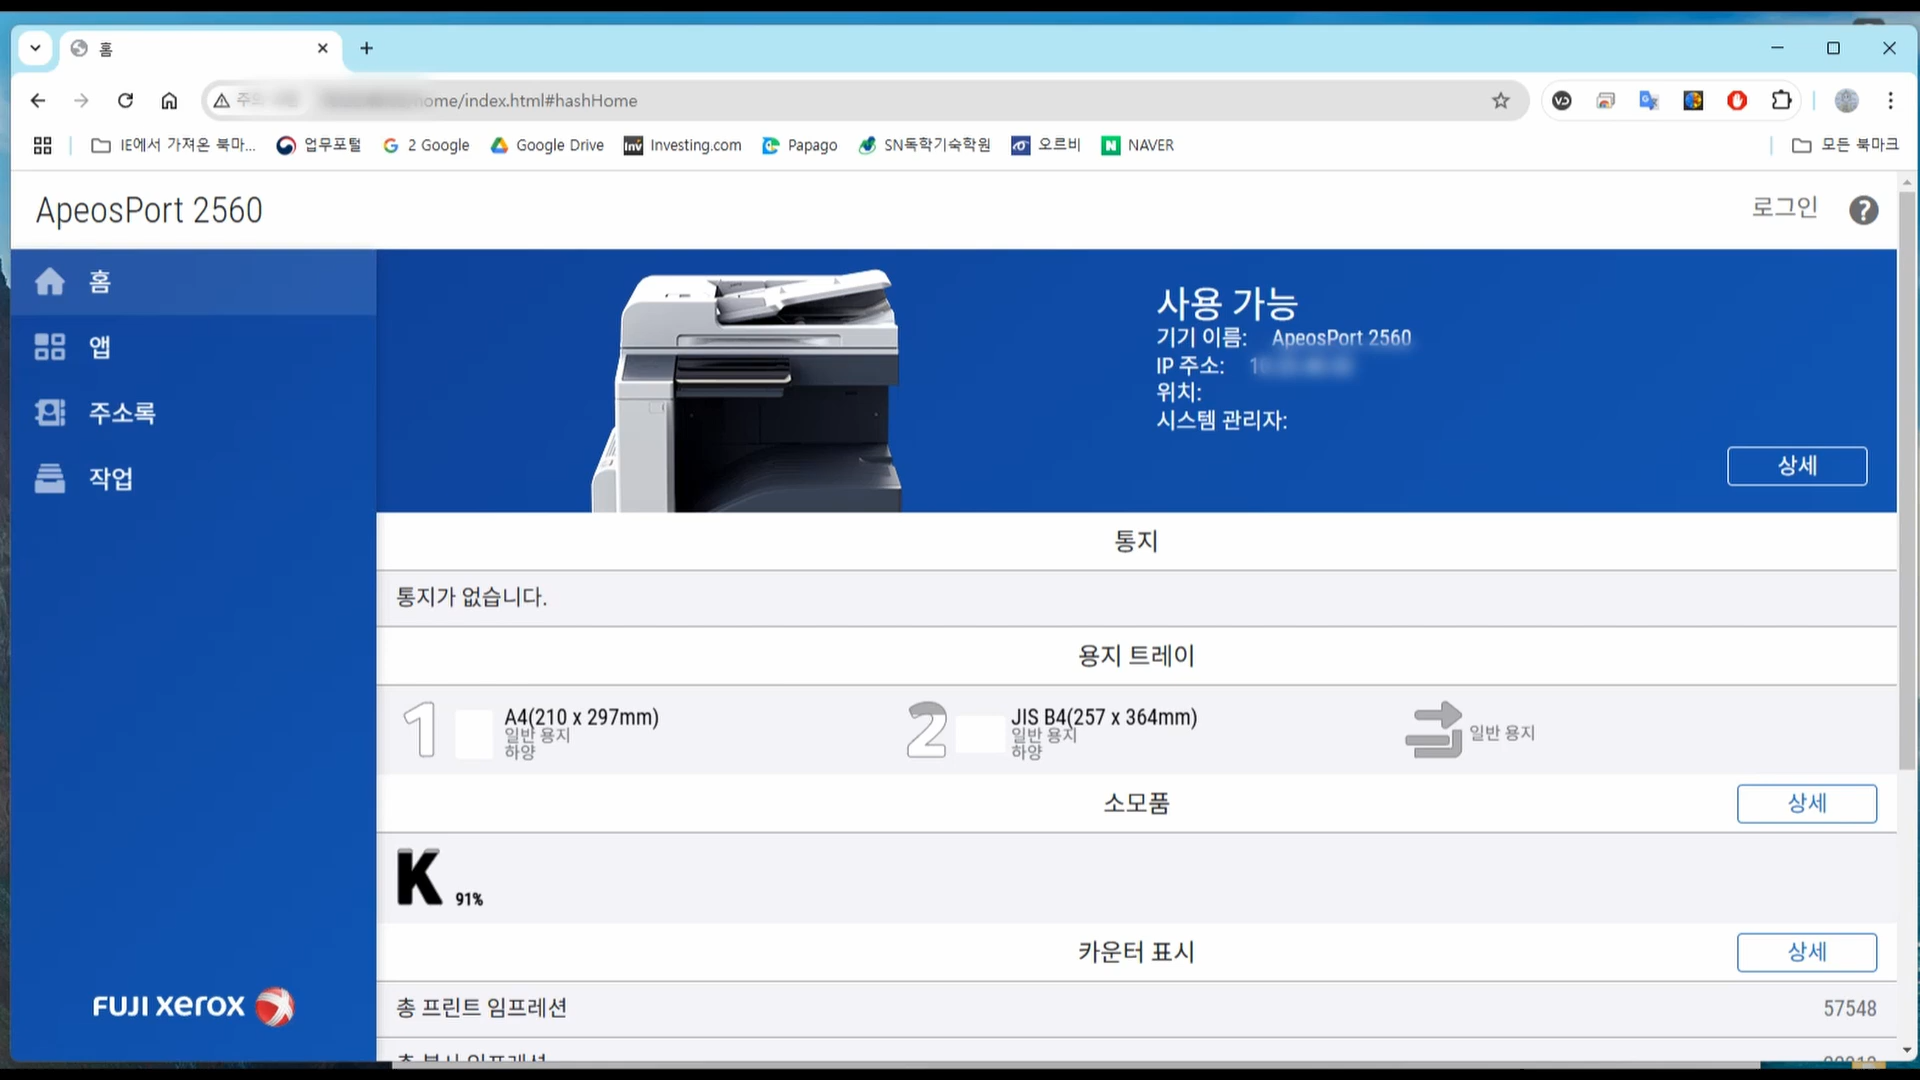 홈
ome/index.html#hashHome
IE에서 가져온 북마...
업무포털
2 Google
Google Drive
Investing.com
Papago
SN독학기숙학원
오르비
NAVER
모든 북마크
ApeosPort 2560
로그인
홈
앱
주소록
작업
FUJI xerox
사용 가능
기기 이름: ApeosPort 2560
IP 주소:
위치:
시스템 관리자:
상세
통지
통지가 없습니다.
용지 트레이
1
A4(210 x 297mm)
일반 용지
하양
2
JIS B4(257 x 364mm)
일반 용지
하양
일반 용지
소모품
상세
K 91%
카운터 표시
상세
총 프린트 임프레션
57548